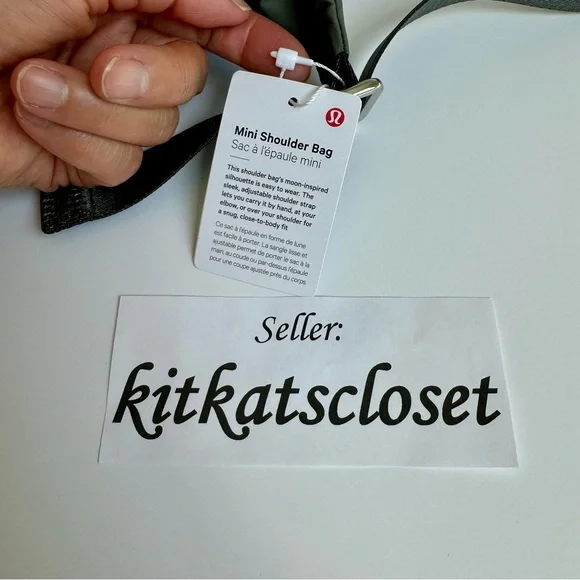 Mini Shoulder Bag
Sac à l'épaule mini
This shoulder bag's moon-inspired
silhouette is easy to wear. The
sleek, adjustable shoulder strap
lets you carry it by hand, at your
elbow, or over your shoulder for
a snug, close-to-body fit
Ce sac à l'épaule en forme de lune
est facile à porter. La sangle lisse et
ajustable permet de porter le sac à la
main, au coude ou par-dessus l'épaule
pour une coupe ajustée près du corps
Seller:
kitkatscloset